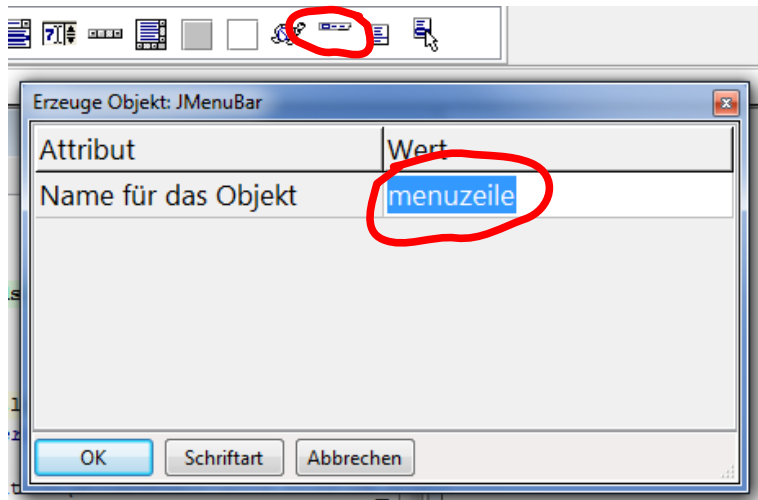 Erzeuge Objekt: JMenuBar
Attribut Wert
Name für das Objekt menuzeile
OK Schriftart Abbrechen